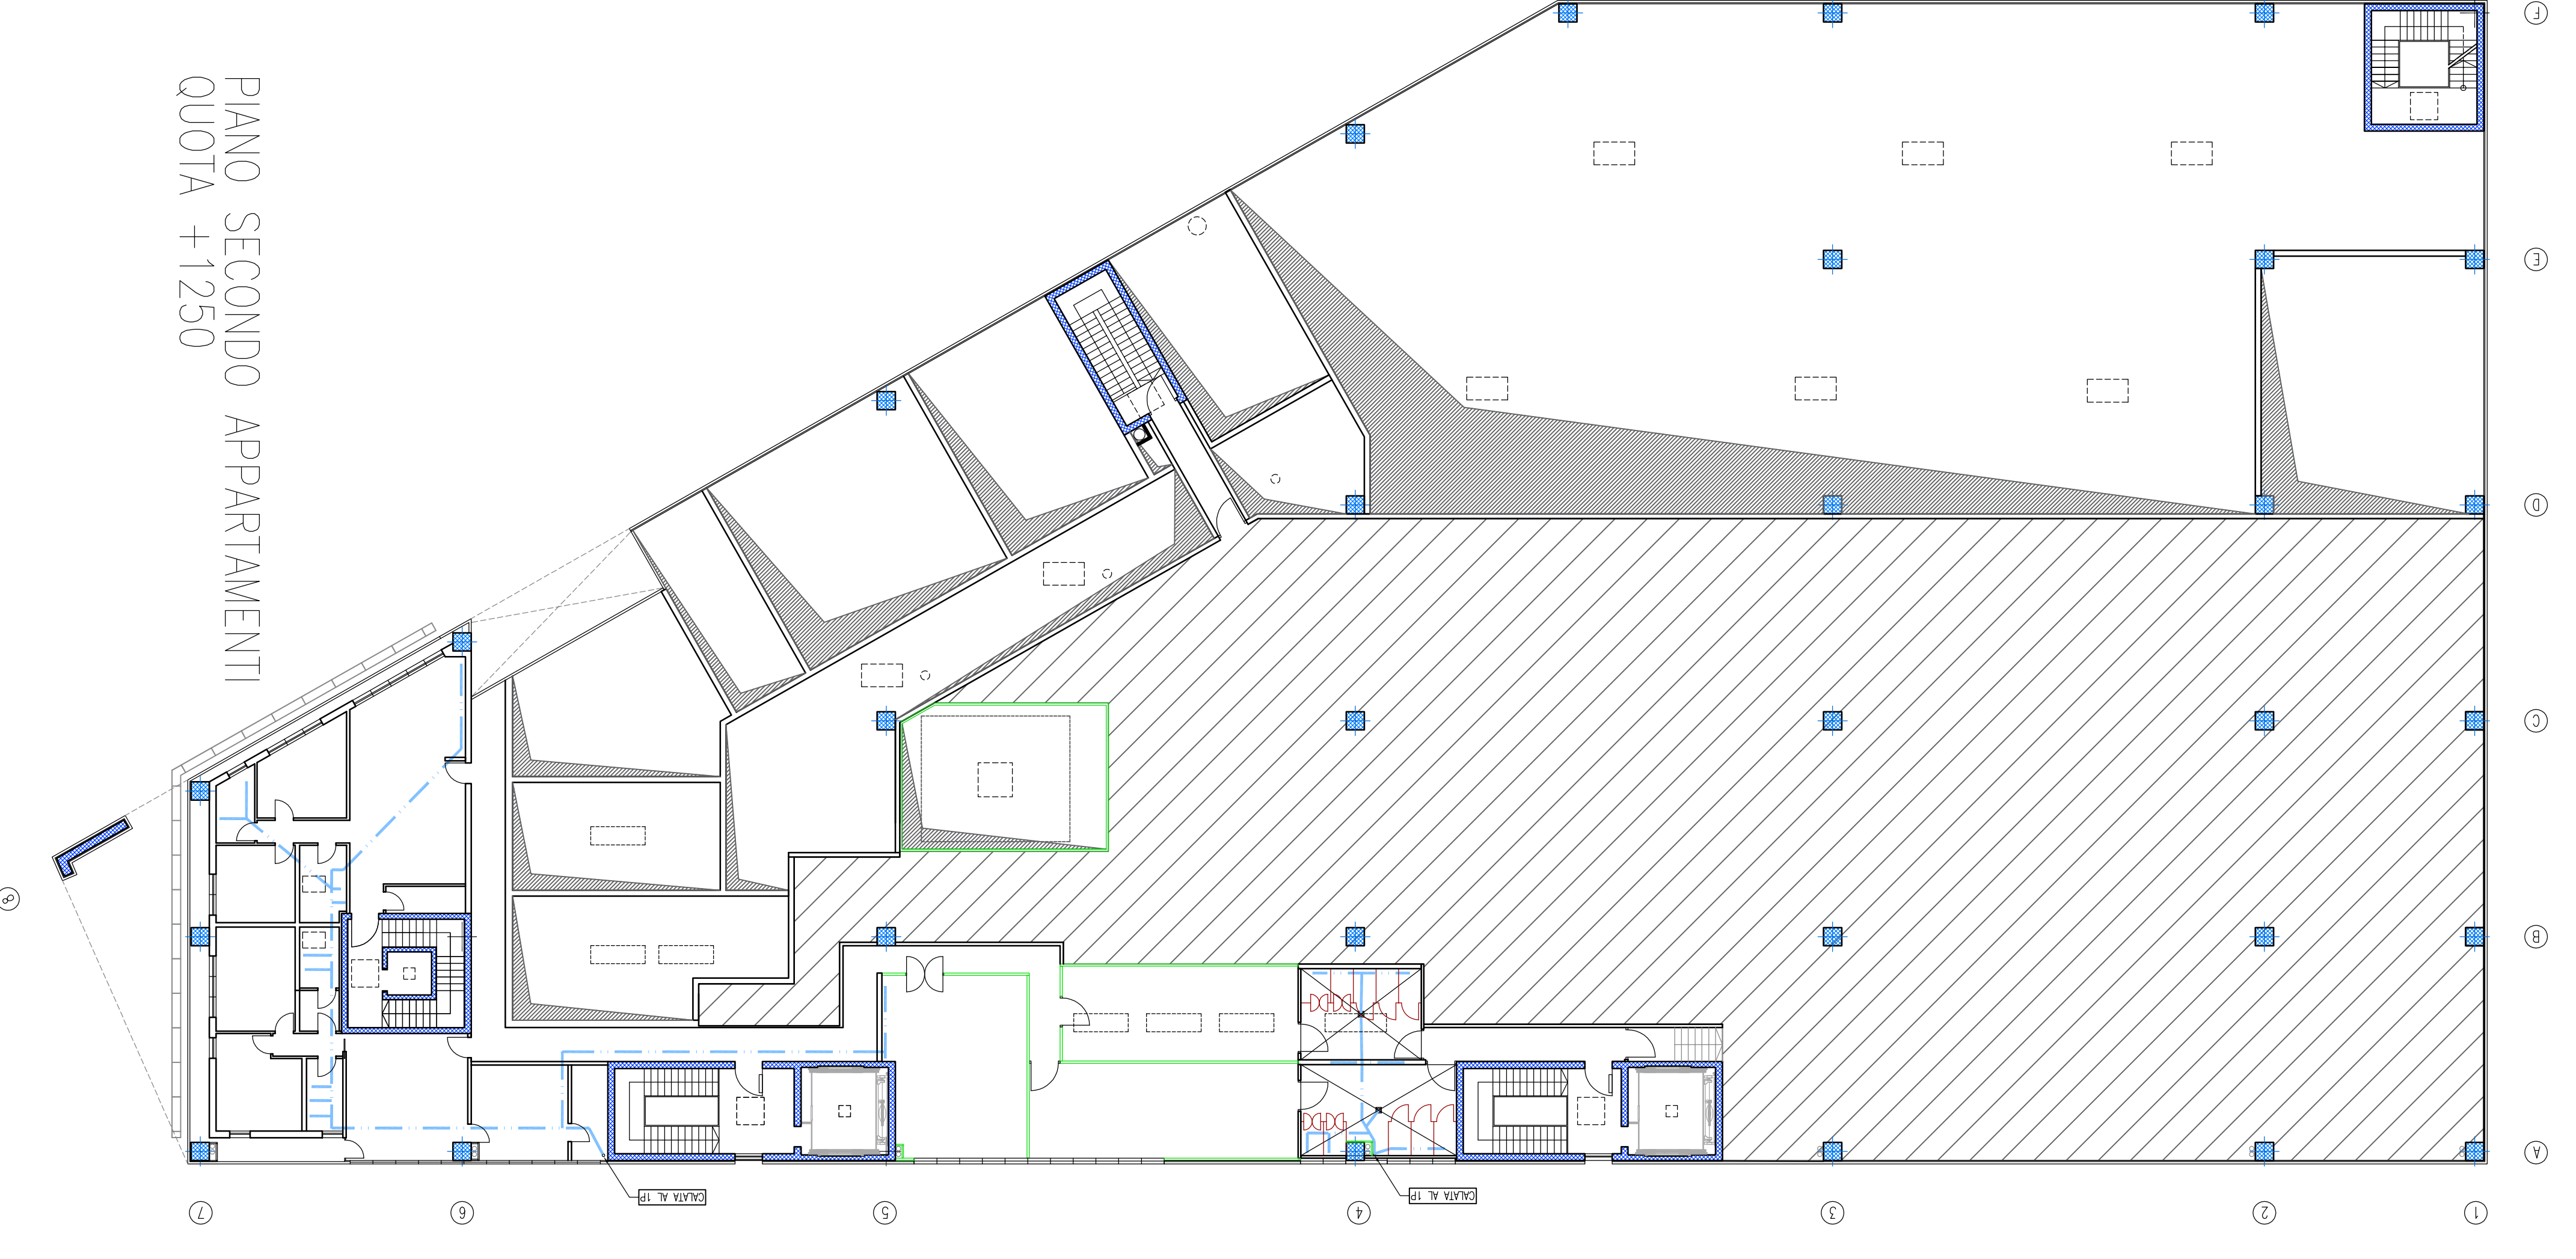 PIANO SECONDO APPARTAMENTI
QUOTA +1250
F
E
D
C
B
A
8
7
6
5
4
3
2
1
CALATA AL 1P
CALATA AL 1P